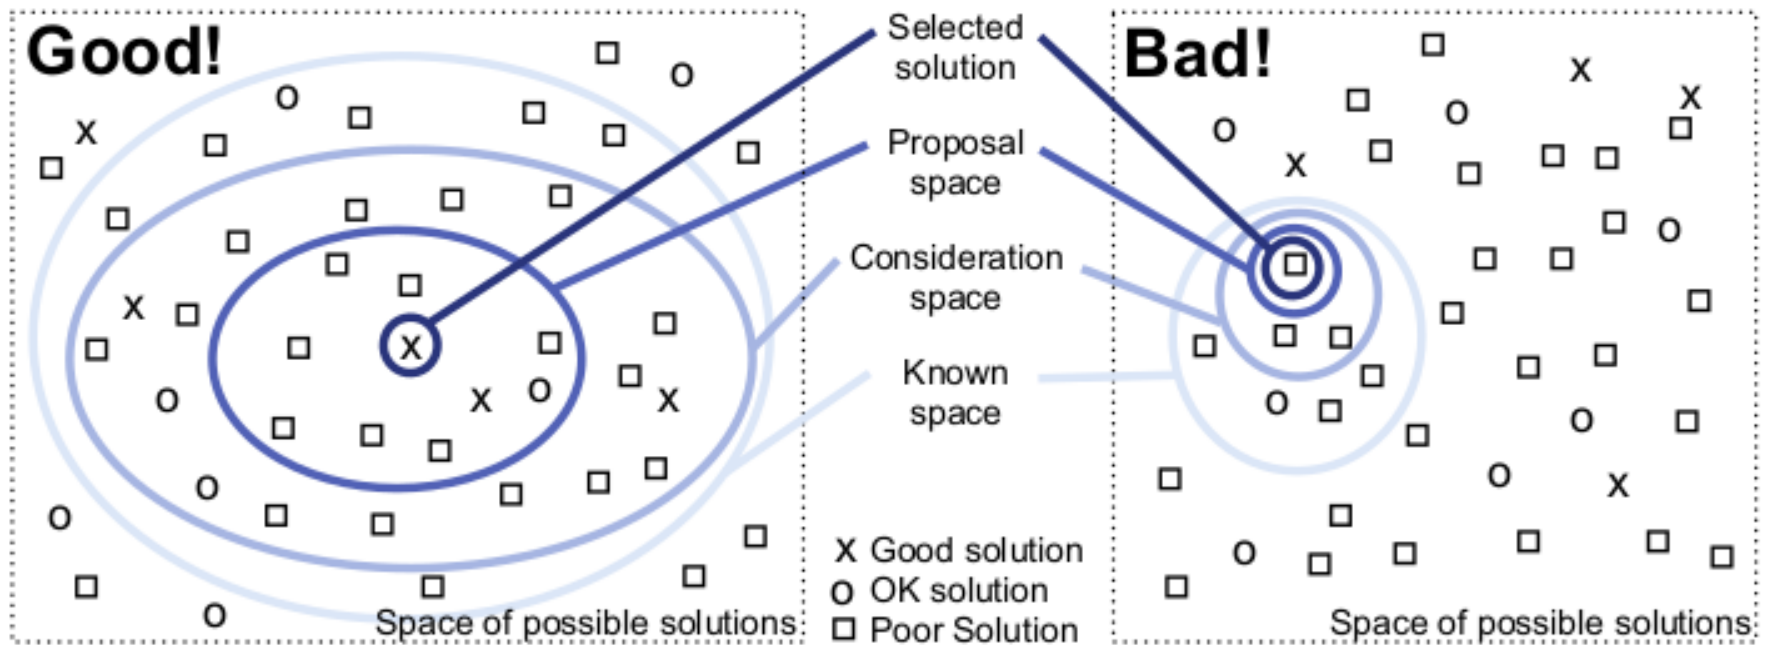 Good!
Selected
solution
Bad!
Proposal
space
Consideration
space
Known
space
x Good solution
o OK solution
□ Poor Solution
Space of possible solutions
Space of possible solutions